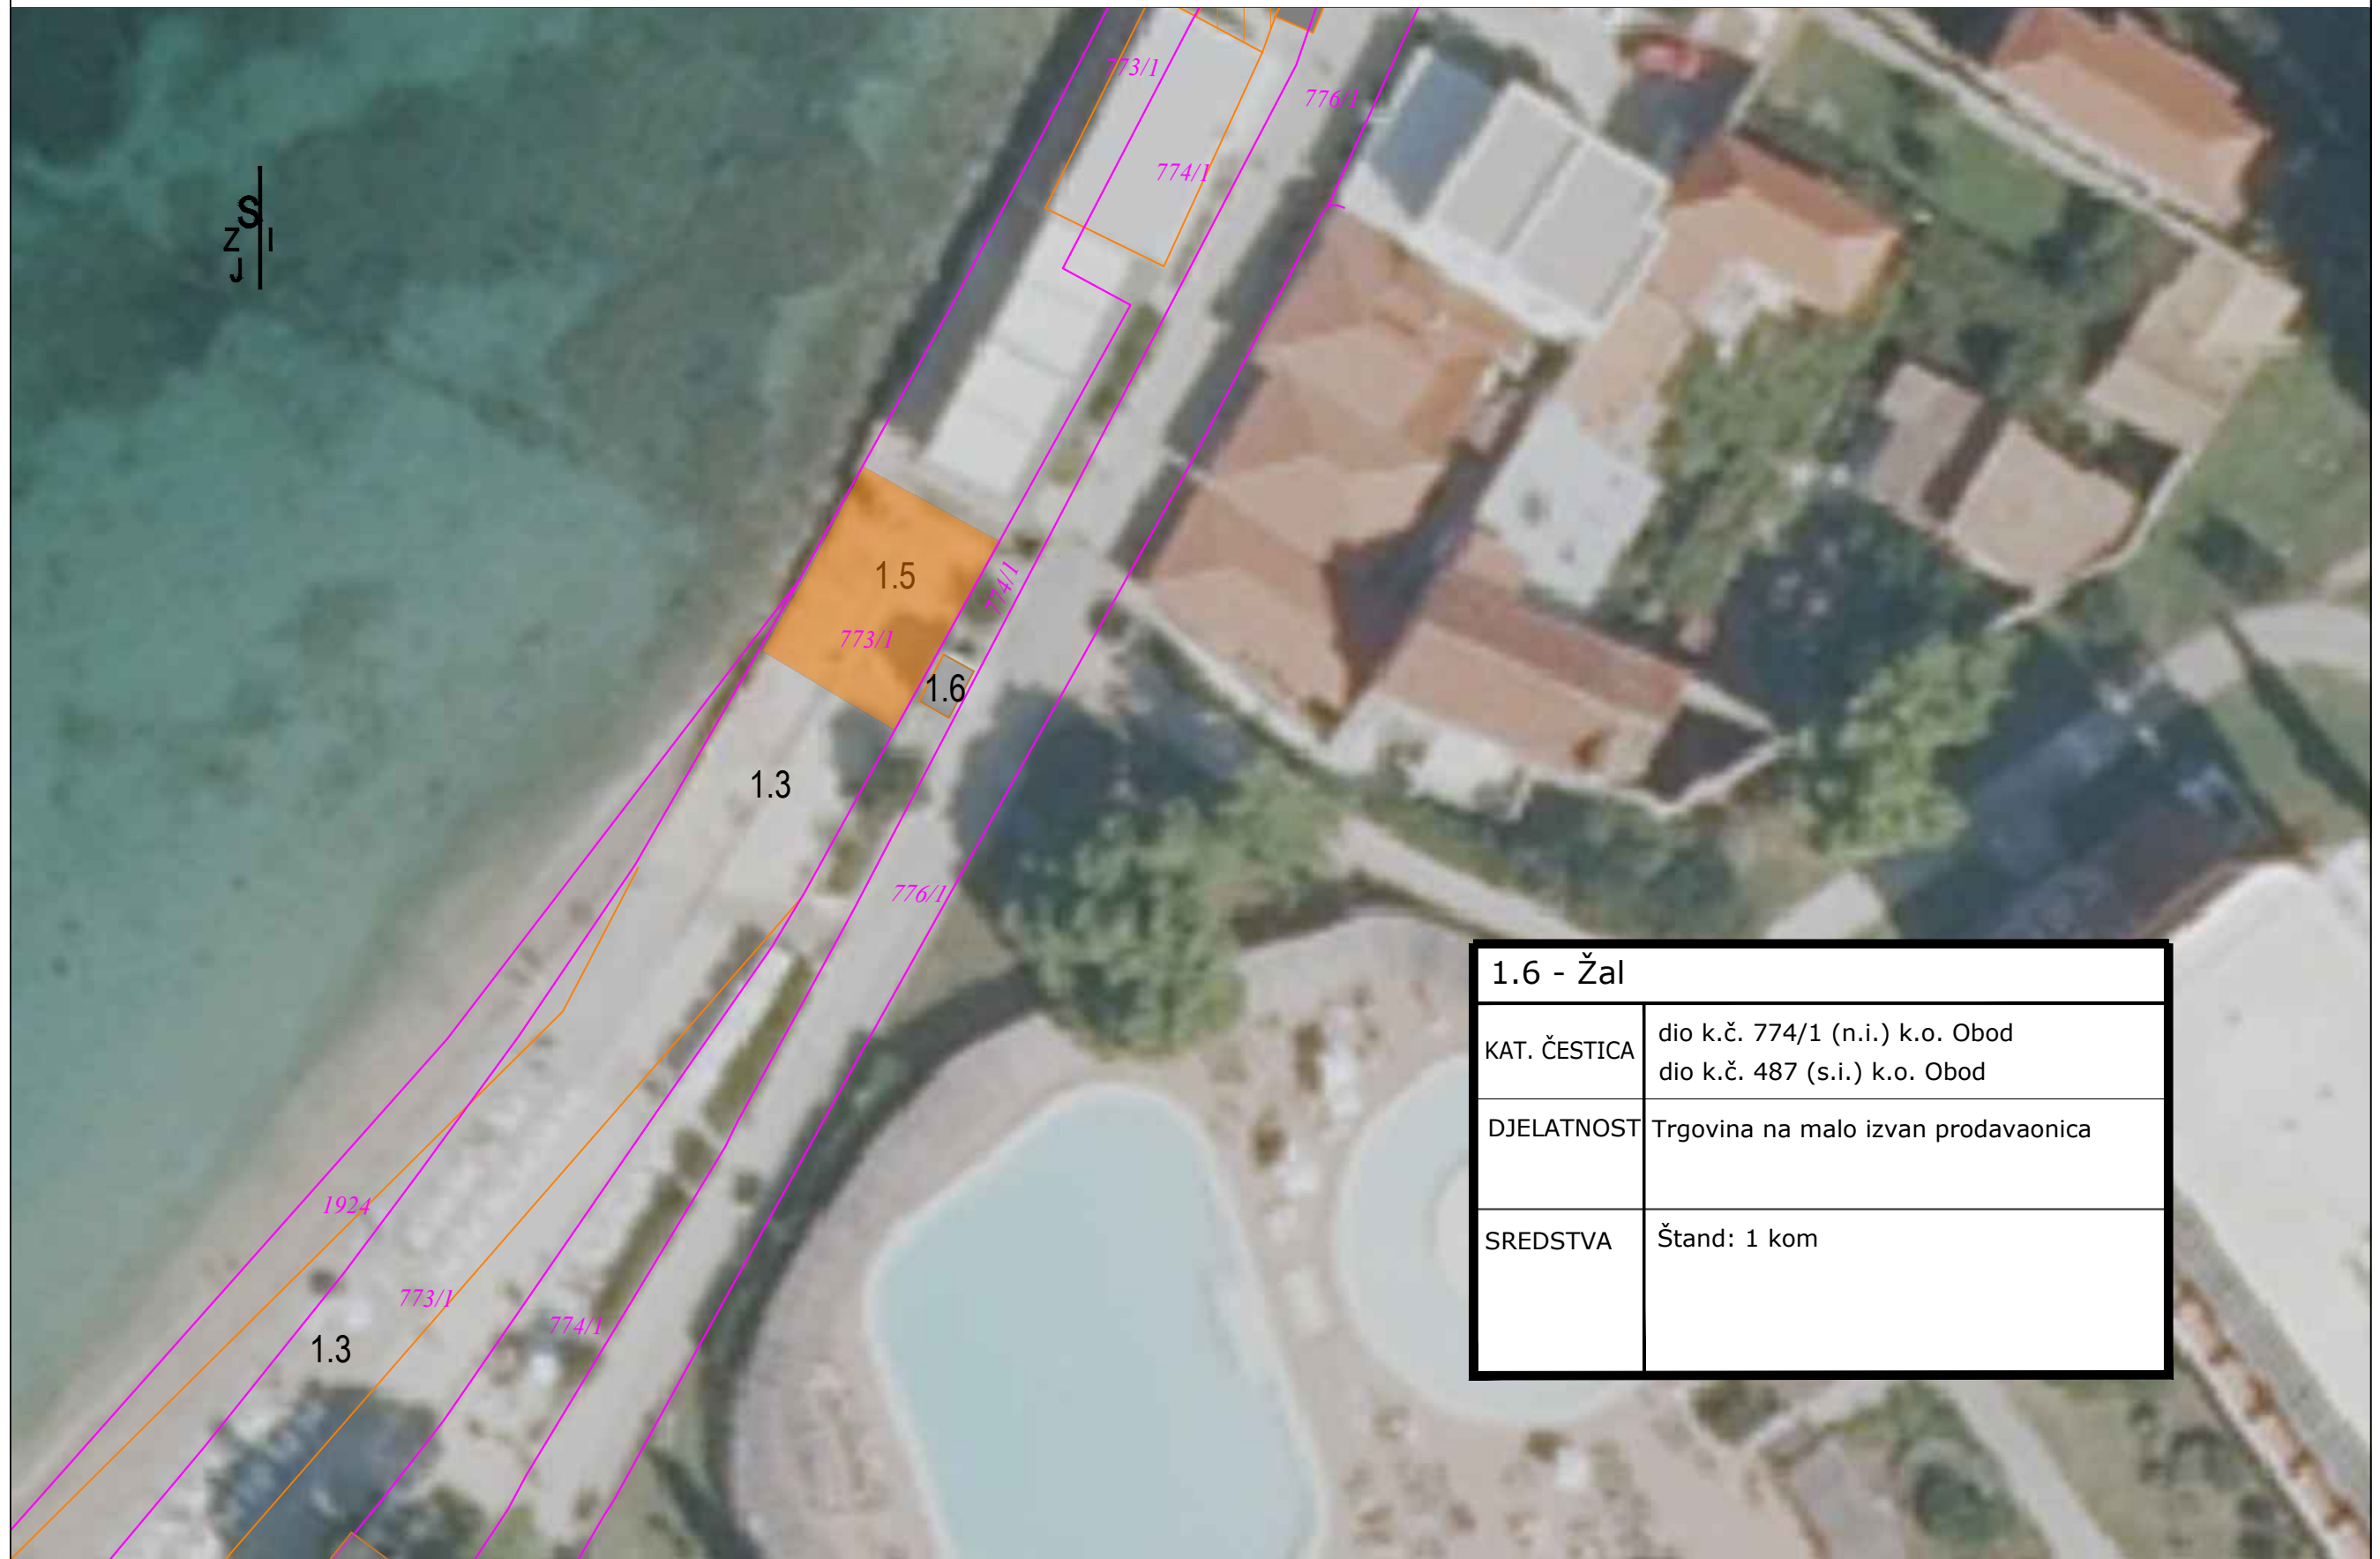 773/1
776/1
774/1
S
Z I
J
1.5
774/1
773/1
1.6
1.3
776/1
1.6 - Žal
KAT. ČESTICA
dio k.č. 774/1 (n.i.) k.o. Obod
dio k.č. 487 (s.i.) k.o. Obod
DJELATNOST
Trgovina na malo izvan prodavaonica
SREDSTVA
Štand: 1 kom
1924
773/1
774/1
1.3